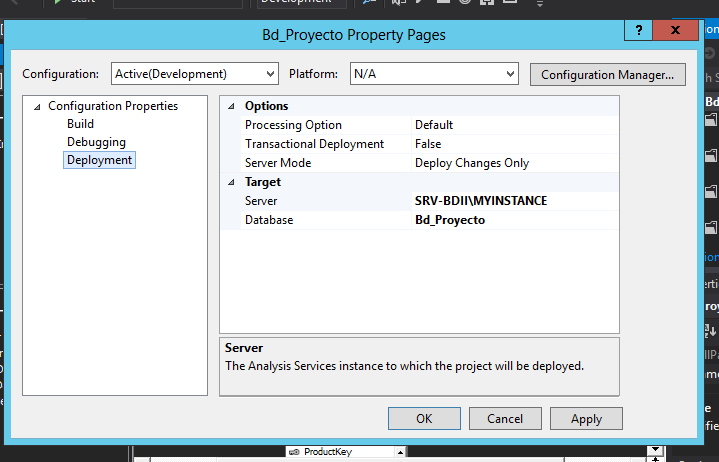 Start
Development
Bd_Proyecto Property Pages
?
x
Configuration:
Active(Development)
Platform:
N/A
Configuration Manager...
Configuration Properties
Build
Debugging
Deployment
Options
Processing Option
Default
Transactional Deployment
False
Server Mode
Deploy Changes Only
Target
Server
SRV-BDII\MYINSTANCE
Database
Bd_Proyecto
Server
The Analysis Services instance to which the project will be deployed.
OK
Cancel
Apply
ProductKey